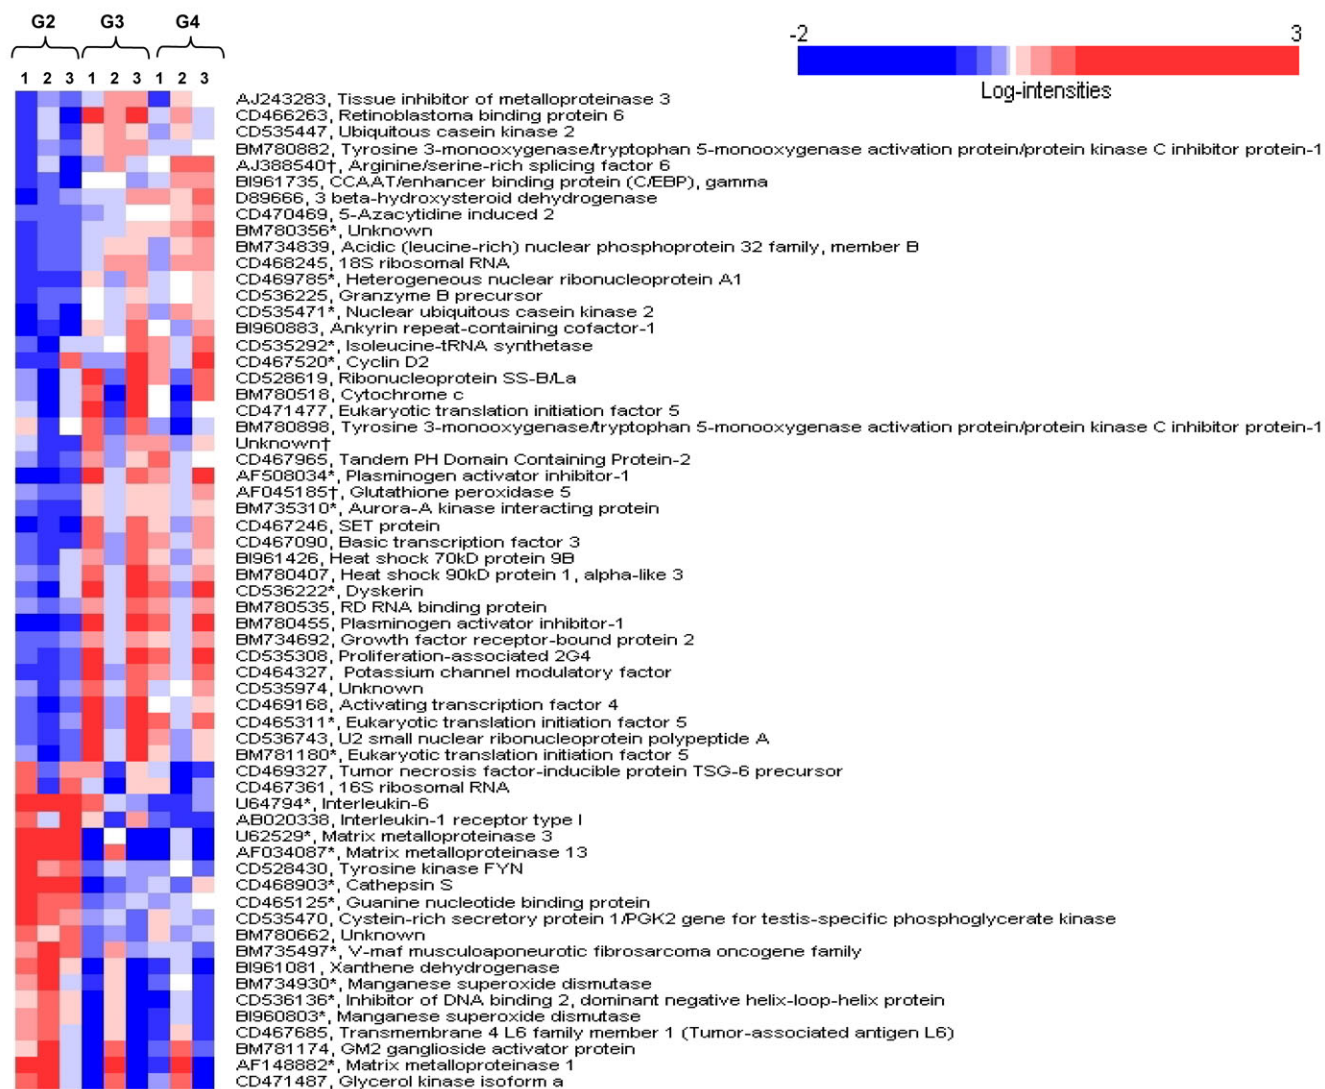 G2 G3 G4
1 2 3 1 2 3 1 2 3
-2 3
Log-intensities
AJ243283, Tissue inhibitor of metalloproteinase 3
CD466263, Retinoblastoma binding protein 6
CD535447, Ubiquitous casein kinase 2
BM780882, Tyrosine 3-monooxygenase/tryptophan 5-monooxygenase activation protein/protein kinase C inhibitor protein-1
AJ388540†, Arginine/serine-rich splicing factor 6
BI961735, CCAAT/enhancer binding protein (C/EBP), gamma
D89666, 3 beta-hydroxysteroid dehydrogenase
CD470469, 5-Azacytidine induced 2
BM780356*, Unknown
BM734839, Acidic (leucine-rich) nuclear phosphoprotein 32 family, member B
CD468245, 18S ribosomal RNA
CD469785*, Heterogeneous nuclear ribonucleoprotein A1
CD536225, Granzyme B precursor
CD535471*, Nuclear ubiquitous casein kinase 2
BI960883, Ankyrin repeat-containing cofactor-1
CD535292*, Isoleucine-tRNA synthetase
CD467520*, Cyclin D2
CD528619, Ribonucleoprotein SS-B/La
BM780518, Cytochrome c
CD471477, Eukaryotic translation initiation factor 5
BM780898, Tyrosine 3-monooxygenase/tryptophan 5-monooxygenase activation protein/protein kinase C inhibitor protein-1
Unknown†
CD467965, Tandem PH Domain Containing Protein-2
AF508034*, Plasminogen activator inhibitor-1
AF045185†, Glutathione peroxidase 5
BM735310*, Aurora-A kinase interacting protein
CD467246, SET protein
CD467090, Basic transcription factor 3
BI961426, Heat shock 70kD protein 9B
BM780407, Heat shock 90kD protein 1, alpha-like 3
CD536222*, Dyskerin
BM780535, RD RNA binding protein
BM780455, Plasminogen activator inhibitor-1
BM734692, Growth factor receptor-bound protein 2
CD535308, Proliferation-associated 2G4
CD464327, Potassium channel modulatory factor
CD535974, Unknown
CD469168, Activating transcription factor 4
CD465311*, Eukaryotic translation initiation factor 5
CD536743, U2 small nuclear ribonucleoprotein polypeptide A
BM781180*, Eukaryotic translation initiation factor 5
CD469327, Tumor necrosis factor-inducible protein TSG-6 precursor
CD467361, 16S ribosomal RNA
U64794*, Interleukin-6
AB020338, Interleukin-1 receptor type I
U62529*, Matrix metalloproteinase 3
AF034087*, Matrix metalloproteinase 13
CD528430, Tyrosine kinase FYN
CD468903*, Cathepsin S
CD465125*, Guanine nucleotide binding protein
CD535470, Cystein-rich secretory protein 1/PGK2 gene for testis-specific phosphoglycerate kinase
BM780662, Unknown
BM735497*, V-maf musculoaponeurotic fibrosarcoma oncogene family
BI961081, Xanthene dehydrogenase
BM734930*, Manganese superoxide dismutase
CD536136*, Inhibitor of DNA binding 2, dominant negative helix-loop-helix protein
BI960803*, Manganese superoxide dismutase
CD467685, Transmembrane 4 L6 family member 1 (Tumor-associated antigen L6)
BM781174, GM2 ganglioside activator protein
AF148882*, Matrix metalloproteinase 1
CD471487, Glycerol kinase isoform a